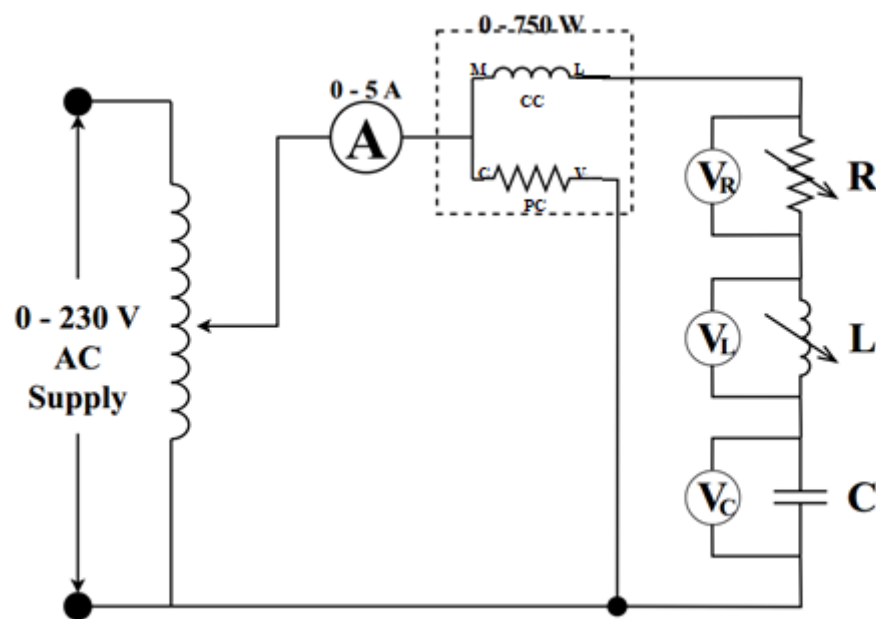 0 - 750 W
M
L
CC
0 - 5 A
A
C
V
PC
V_R
R
0 - 230 V
AC
Supply
V_L
L
V_C
C